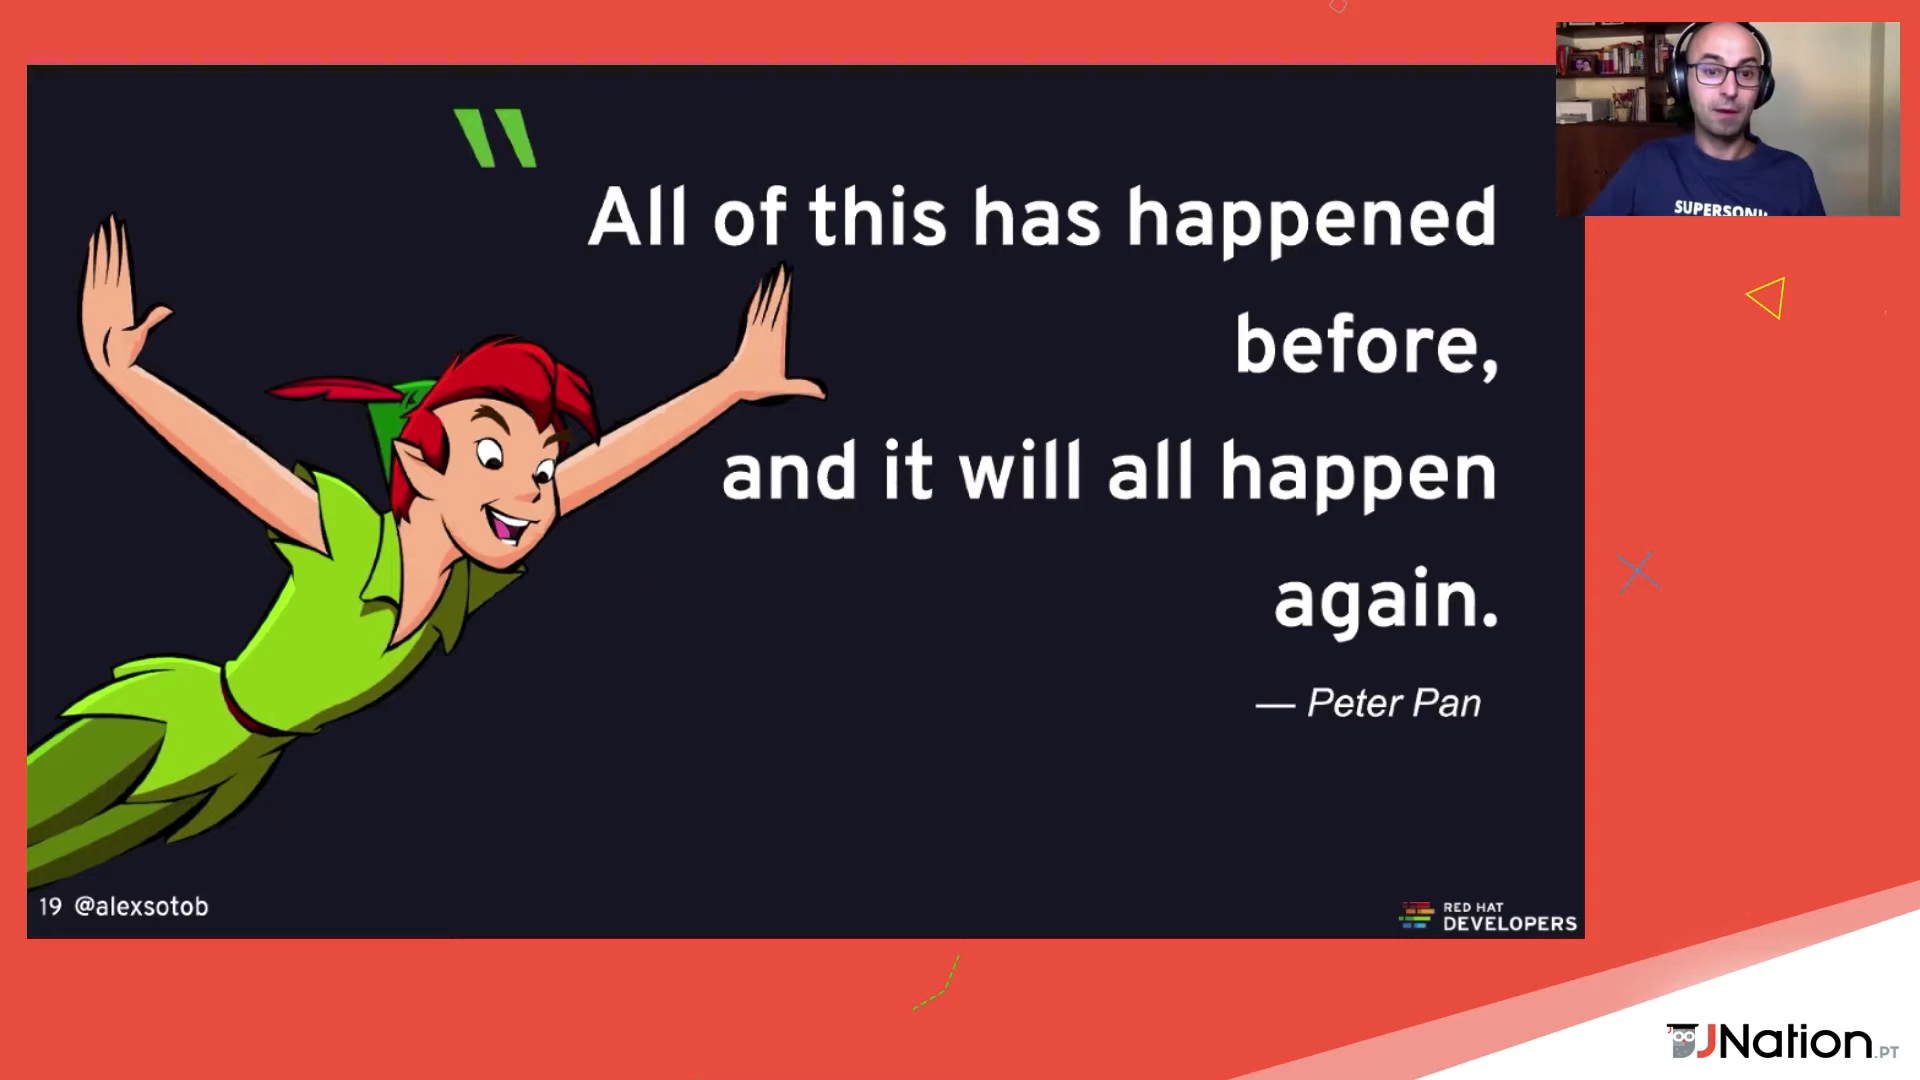 All of this has happened
before,
and it will all happen
again.
— Peter Pan
19 @alexsotob
RED HAT
DEVELOPERS
JNation.PT